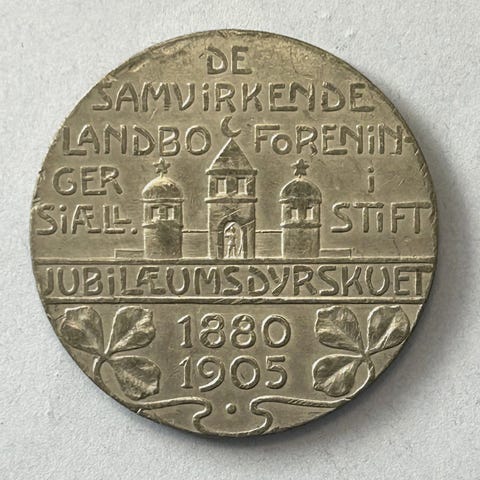 DE
SAMVIRKENDE
LANDBO FORENIN-
GER i
SIÆLL. STIFT
JUBILÆUMSDYRSKUET
1880
1905